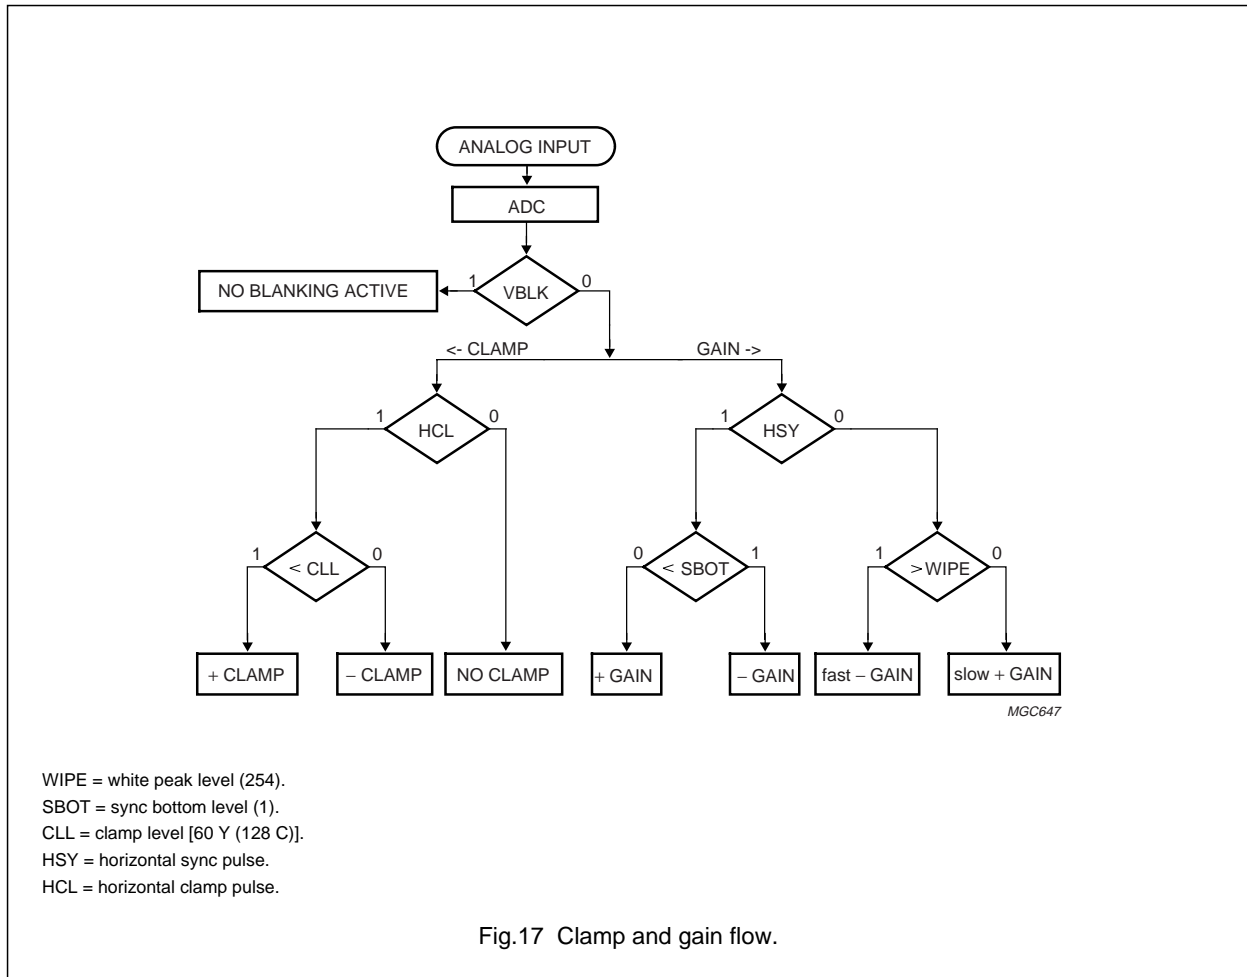 ANALOG INPUT
ADC
1 VBLK 0
NO BLANKING ACTIVE
<- CLAMP GAIN ->
1 HCL 0
1 HSY 0
1 < CLL 0
0 < SBOT 1
1 > WIPE 0
+ CLAMP
− CLAMP
NO CLAMP
+ GAIN
− GAIN
fast − GAIN
slow + GAIN
MGC647
WIPE = white peak level (254).
SBOT = sync bottom level (1).
CLL = clamp level [60 Y (128 C)].
HSY = horizontal sync pulse.
HCL = horizontal clamp pulse.
Fig.17 Clamp and gain flow.